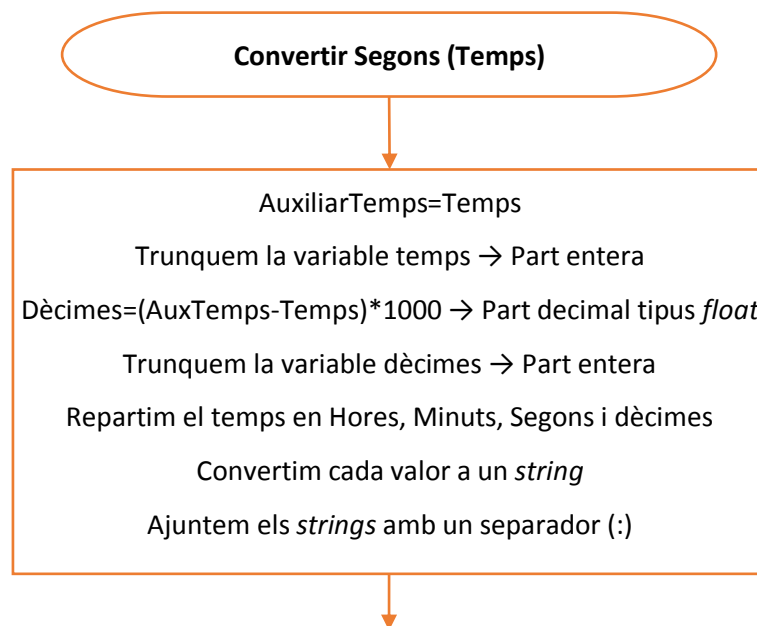 Convertir Segons (Temps)
AuxiliarTemps=Temps
Trunquem la variable temps → Part entera
Dècimes=(AuxTemps-Temps)*1000 → Part decimal tipus float
Trunquem la variable dècimes → Part entera
Repartim el temps en Hores, Minuts, Segons i dècimes
Convertim cada valor a un string
Ajuntem els strings amb un separador (:)